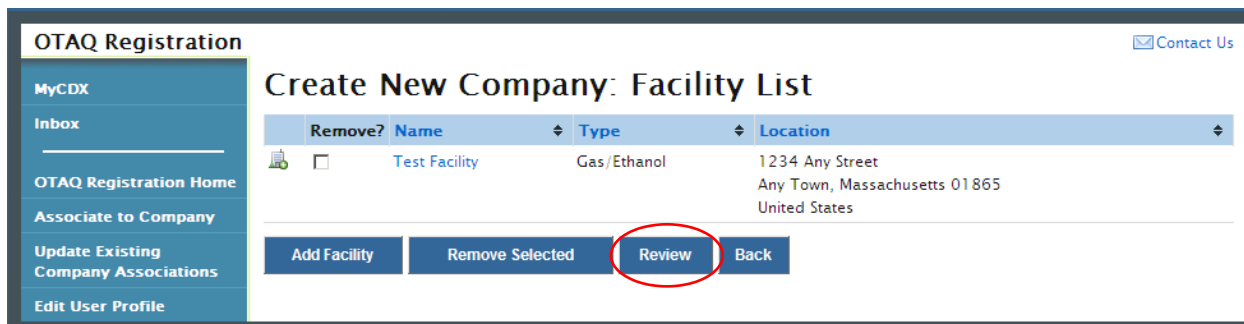 OTAQ Registration
Contact Us
MyCDX
Inbox
OTAQ Registration Home
Associate to Company
Update Existing
Company Associations
Edit User Profile
Create New Company: Facility List
Remove? Name Type Location
Test Facility Gas/Ethanol 1234 Any Street
Any Town, Massachusetts 01865
United States
Add Facility Remove Selected Review Back